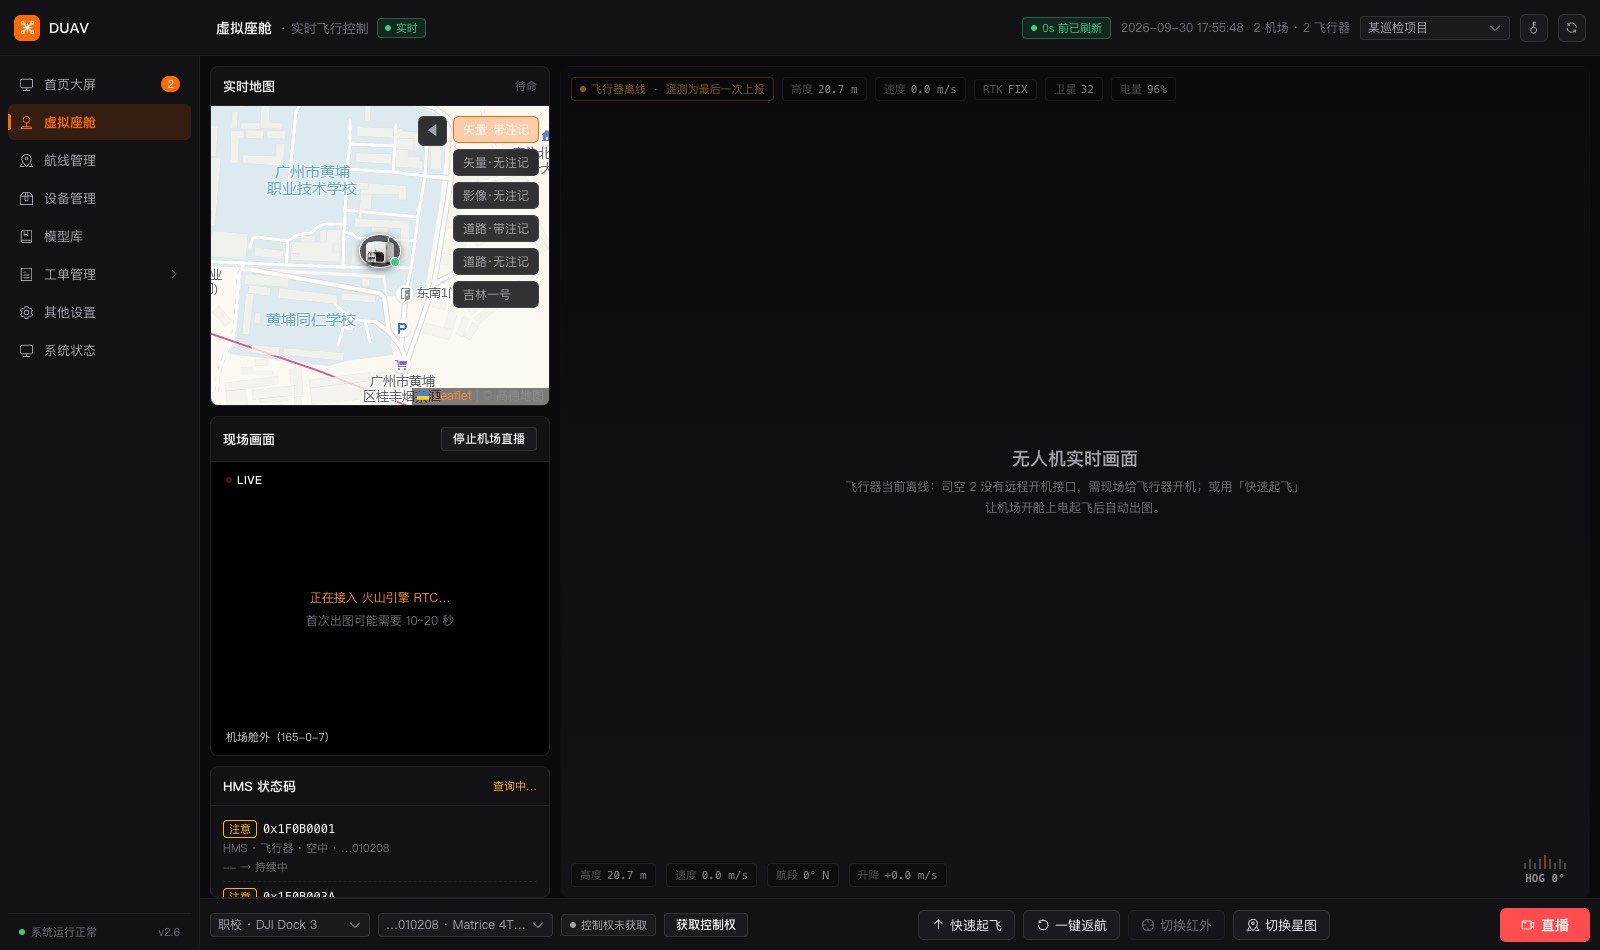 DUAV
虚拟座舱 · 实时飞行控制 实时
0s 前已刷新 2026-09-30 17:55:48 2 机场 · 2 飞行器 某巡检项目
首页大屏 2
虚拟座舱
航线管理
设备管理
模型库
工单管理
其他设置
系统状态
系统运行正常 v2.6
实时地图 待命
矢量·带注记
矢量·无注记
影像·无注记
道路·带注记
道路·无注记
吉林一号
广州市黄埔
职业技术学校
东南1门
黄埔同仁学校
P
广州市黄埔
区桂丰烟
Leaflet
现场画面 停止机场直播
LIVE
正在接入 火山引擎 RTC...
首次出图可能需要 10~20 秒
机场舱外 (165-0-7)
HMS 状态码 查询中...
注意 0x1F0B0001
HMS · 飞行器 · 空中 · ...010208
-- → 持续中
注意 0x1F0B003A
飞行器离线 · 遥测为最后一次上报 高度 20.7 m 速度 0.0 m/s RTK FIX 卫星 32 电量 96%
无人机实时画面
飞行器当前离线：司空 2 没有远程开机接口，需现场给飞行器开机；或用「快速起飞」
让机场开舱上电起飞后自动出图。
高度 20.7 m 速度 0.0 m/s 航段 0° N 升降 +0.0 m/s
HOG 0°
职校 · DJI Dock 3 ...010208 · Matrice 4T... 控制权未获取 获取控制权 快速起飞 一键返航 切换红外 切换星图 直播